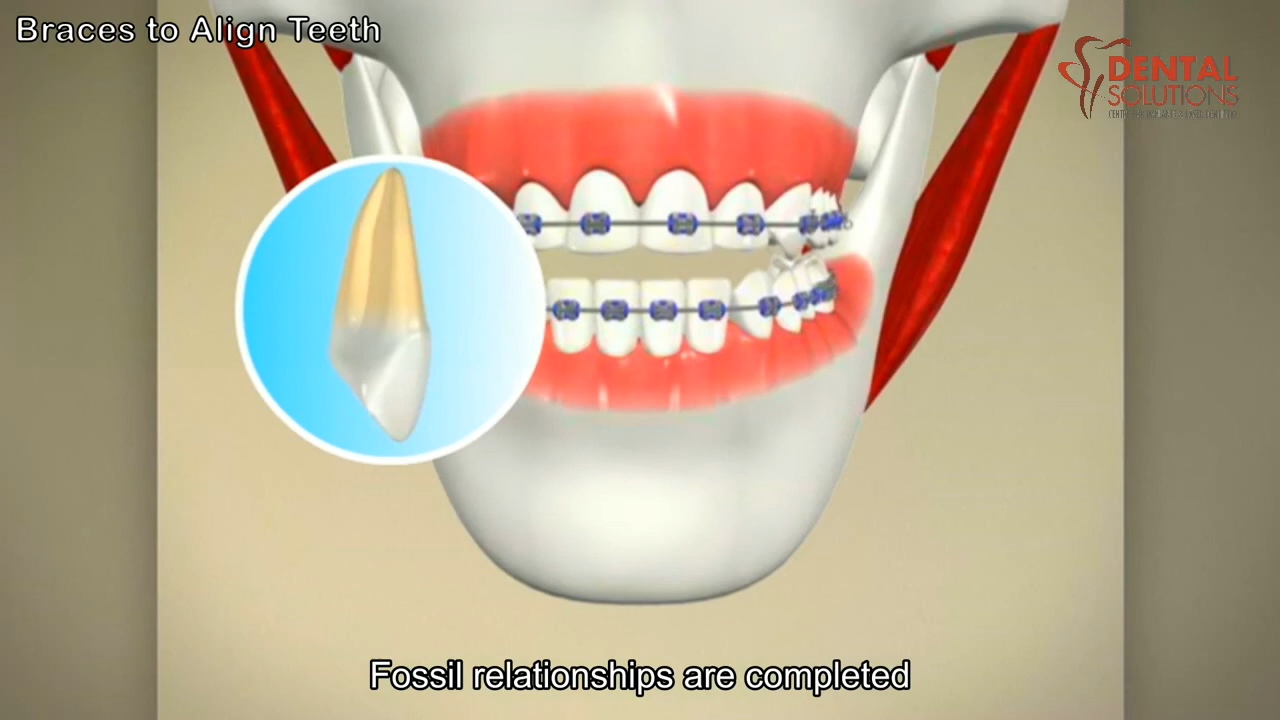 Braces to Align Teeth
DENTAL
SOLUTIONS
Fossil relationships are completed